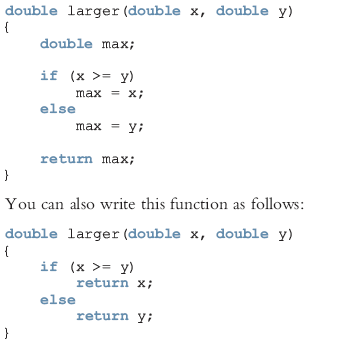 double larger(double x, double y)
{
    double max;

    if (x >= y)
        max = x;
    else
        max = y;

    return max;
}
You can also write this function as follows:
double larger(double x, double y)
{
    if (x >= y)
        return x;
    else
        return y;
}